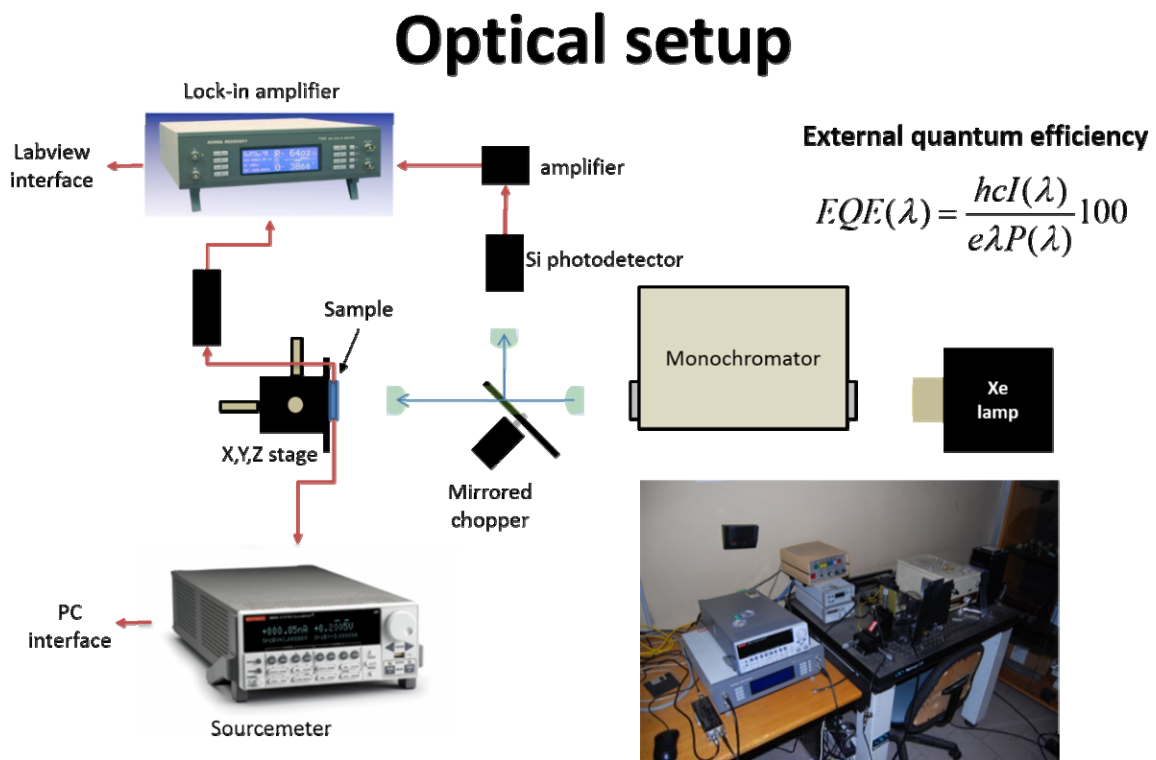 Optical setup
Lock-in amplifier
Labview
interface
amplifier
External quantum efficiency
EQE(λ) = hcI(λ) / eλP(λ) 100
Si photodetector
Sample
Monochromator
Xe
lamp
X,Y,Z stage
Mirrored
chopper
PC
interface
Sourcemeter